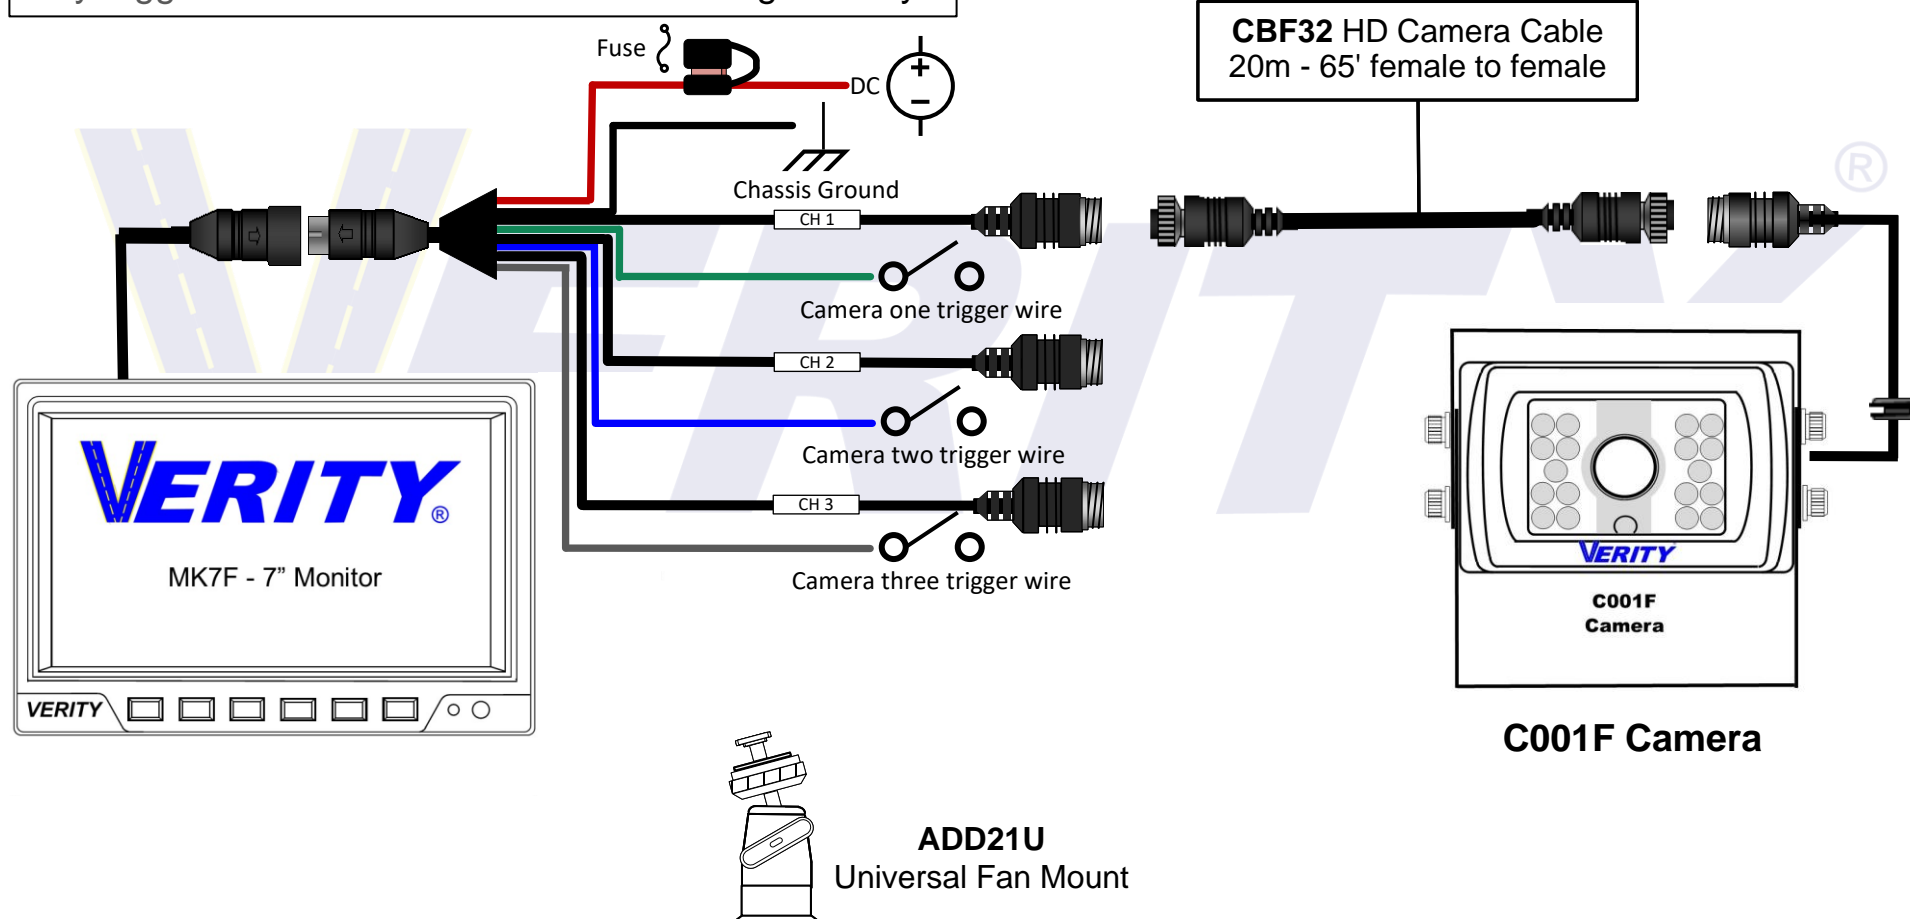 Fuse
DC
CBF32 HD Camera Cable
20m - 65' female to female
Chassis Ground
CH 1
Camera one trigger wire
CH 2
Camera two trigger wire
CH 3
Camera three trigger wire
VERITY®
VERITY®
MK7F - 7” Monitor
VERITY
VERITY
C001F
Camera
C001F Camera
ADD21U
Universal Fan Mount